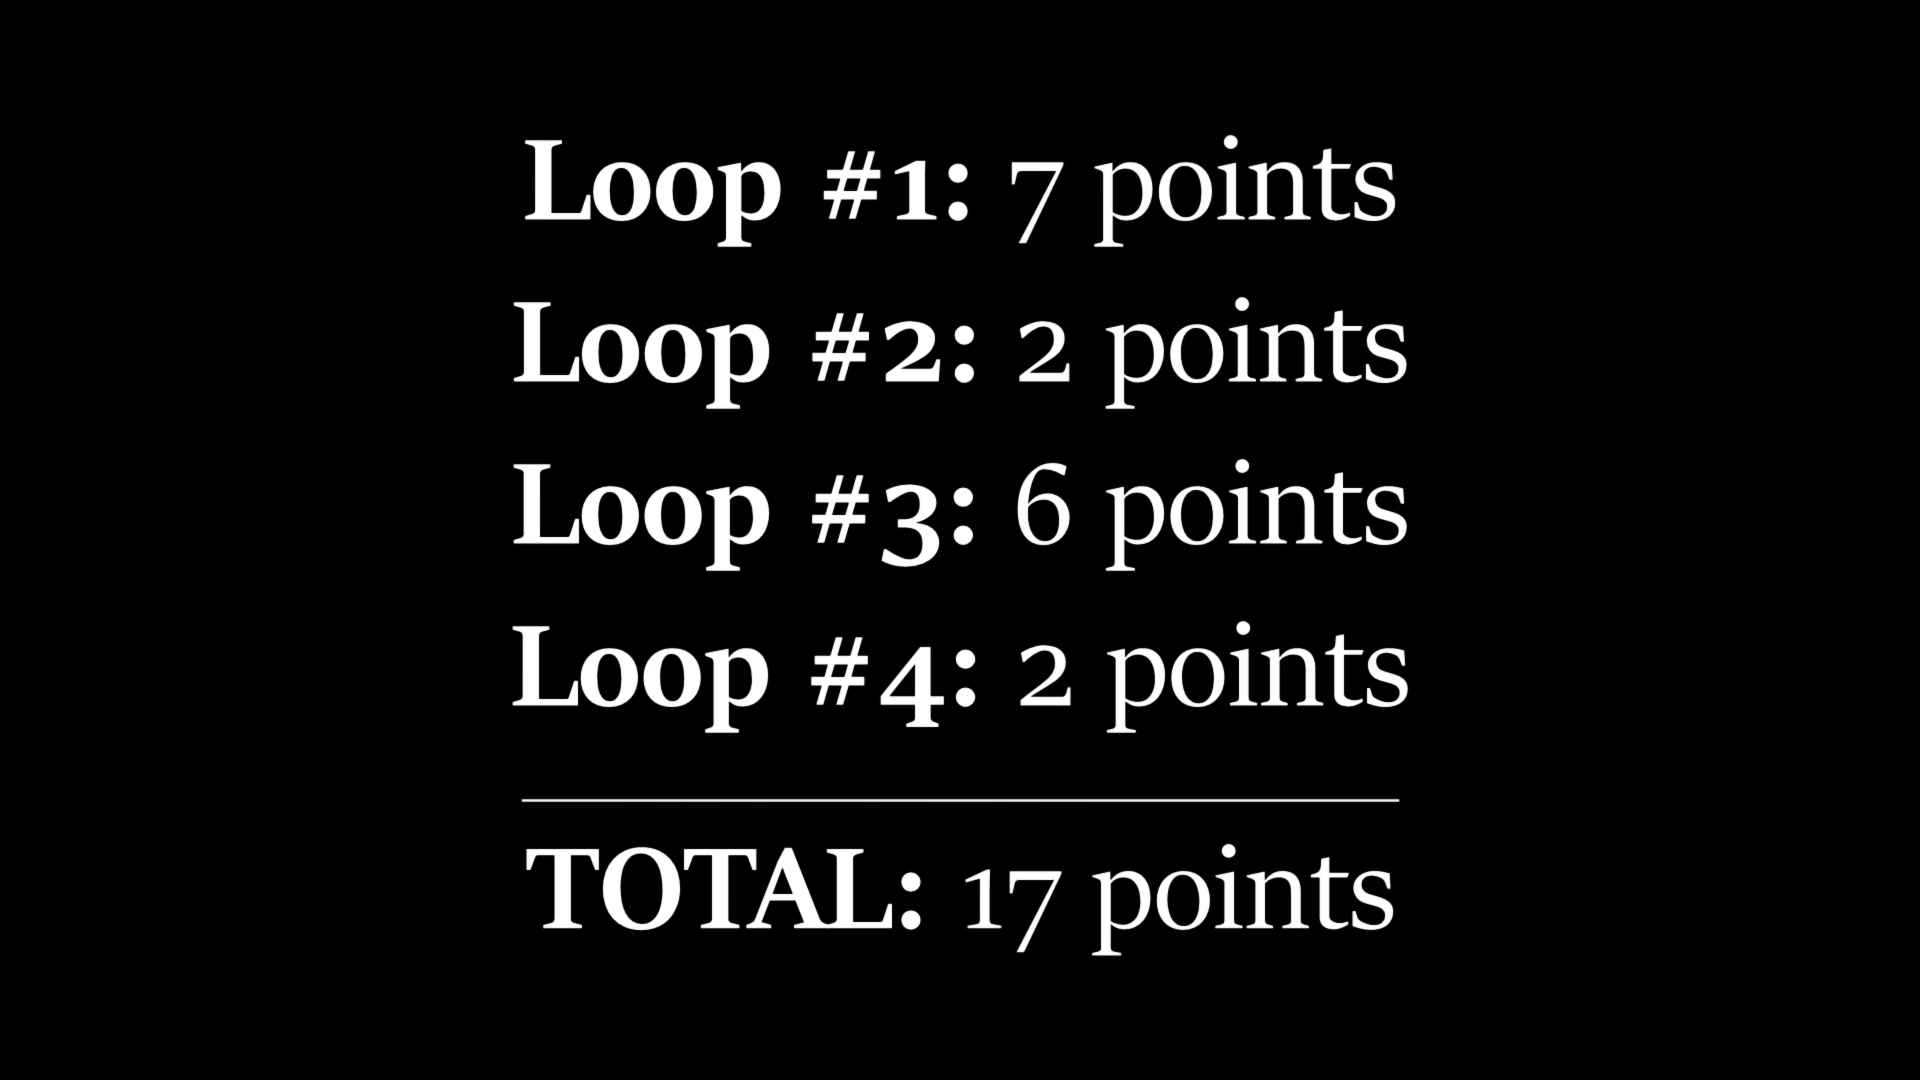 Loop #1: 7 points
Loop #2: 2 points
Loop #3: 6 points
Loop #4: 2 points
TOTAL: 17 points